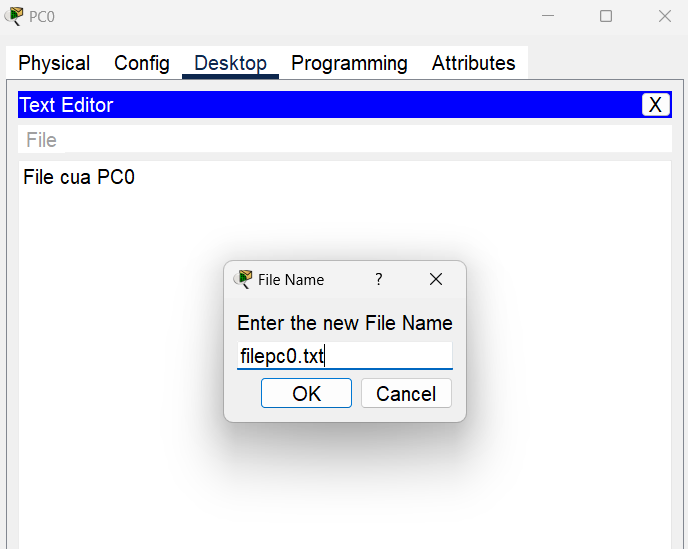 PC0
Physical Config Desktop Programming Attributes
Text Editor X
File
File cua PC0
File Name ?
Enter the new File Name
filepc0.txt
OK Cancel